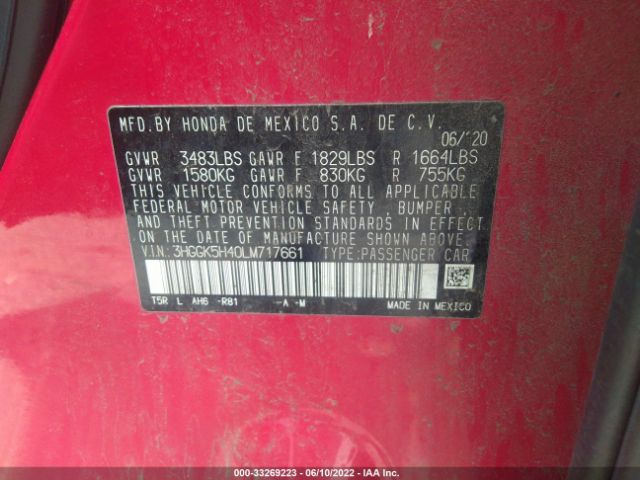 MFD. BY HONDA DE MEXICO S.A. DE C.V.
06/'20
GVWR 3483LBS GAWR F 1829LBS R 1664LBS
GVWR 1580KG GAWR F 830KG R 755KG
THIS VEHICLE CONFORMS TO ALL APPLICABLE
FEDERAL MOTOR VEHICLE SAFETY, BUMPER,
AND THEFT PREVENTION STANDARDS IN EFFECT
ON THE DATE OF MANUFACTURE SHOWN ABOVE.
V.I.N: 3HGGK5H40LM717661 TYPE:PASSENGER CAR
T5R L AH6 -R81 -A -M MADE IN MEXICO
000-33269223 - 06/10/2022 - IAA Inc.